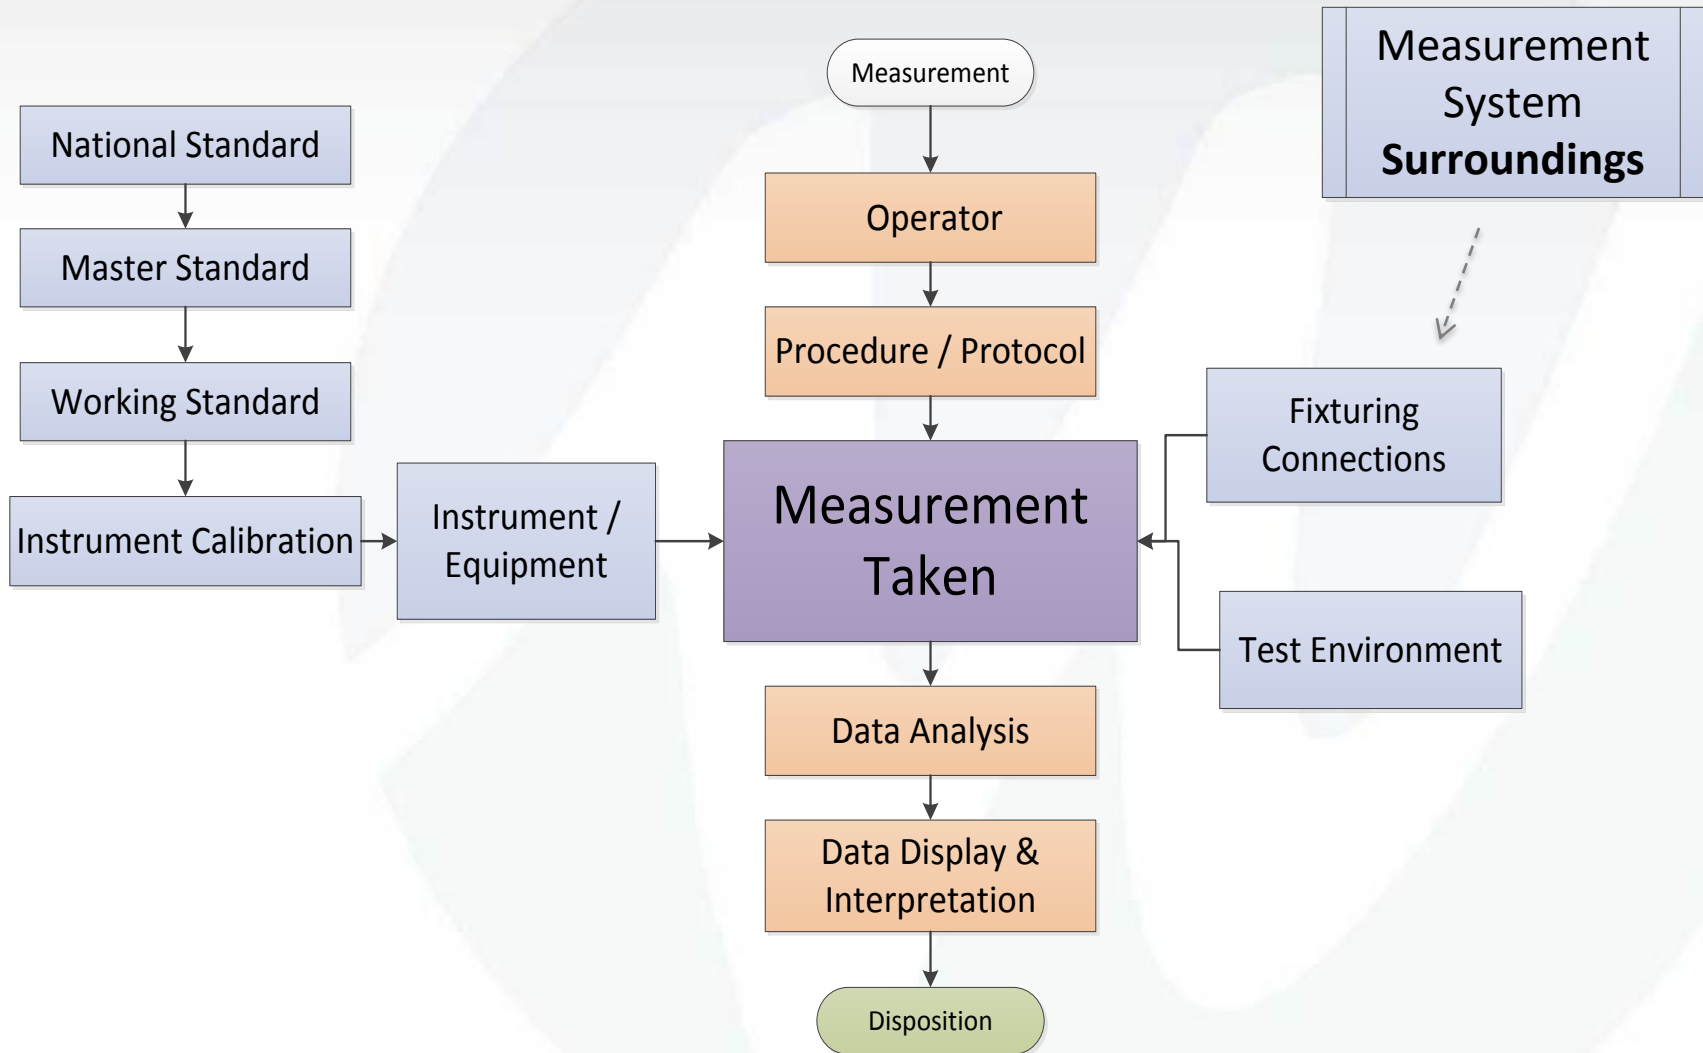 Measurement
Measurement
System
Surroundings
National Standard
Operator
Master Standard
Procedure / Protocol
Working Standard
Fixturing
Connections
Instrument Calibration
Instrument /
Equipment
Measurement
Taken
Test Environment
Data Analysis
Data Display &
Interpretation
Disposition